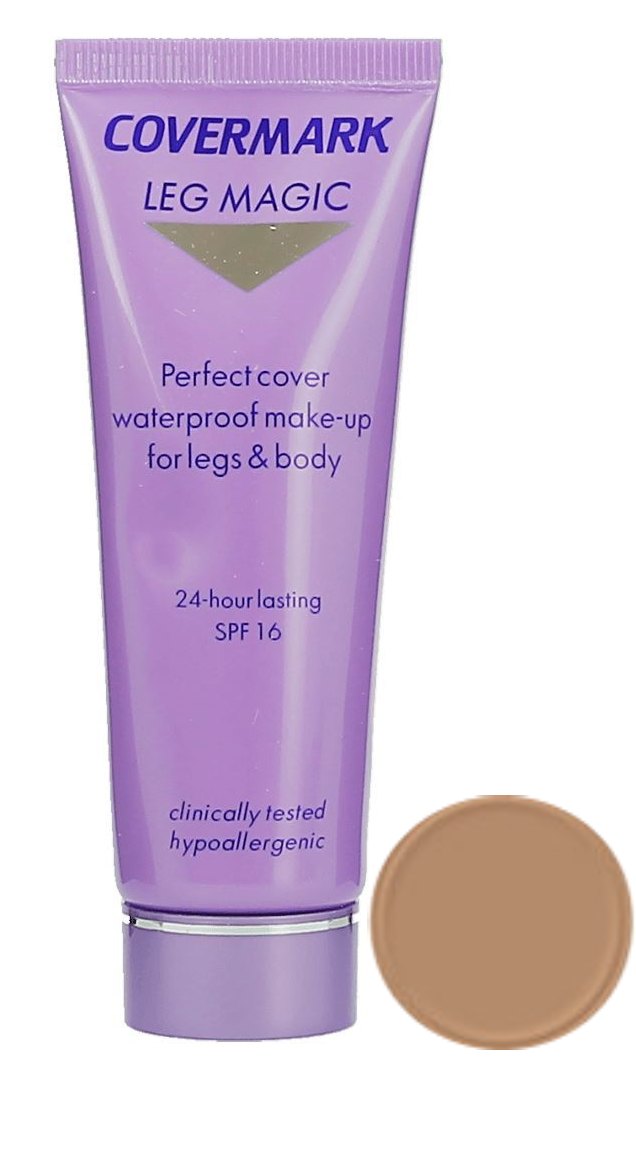 COVERMARK
LEG MAGIC
Perfect cover
waterproof make-up
for legs & body
24-hour lasting
SPF 16
clinically tested
hypoallergenic